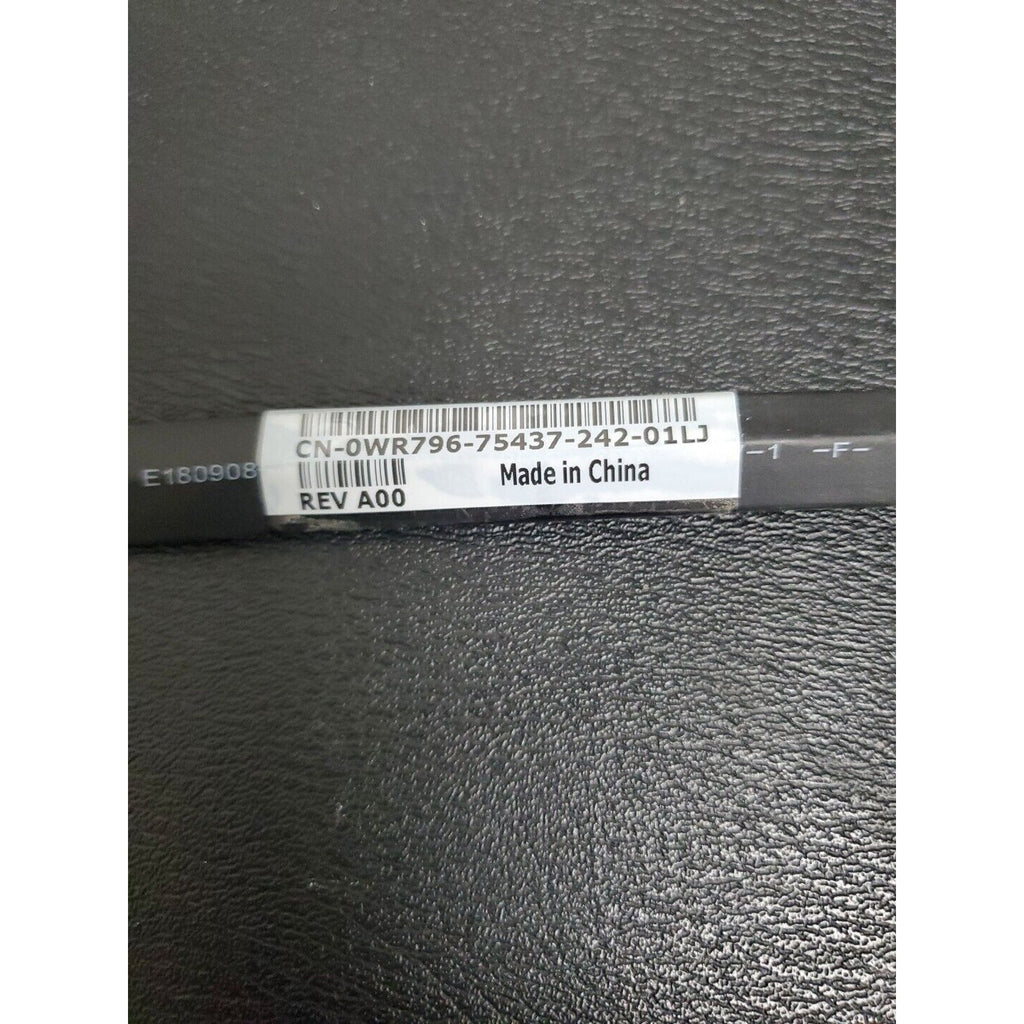 CN-0WR796-75437-242-01LJ
E180908
Made in China
-1 -F-
REV A00